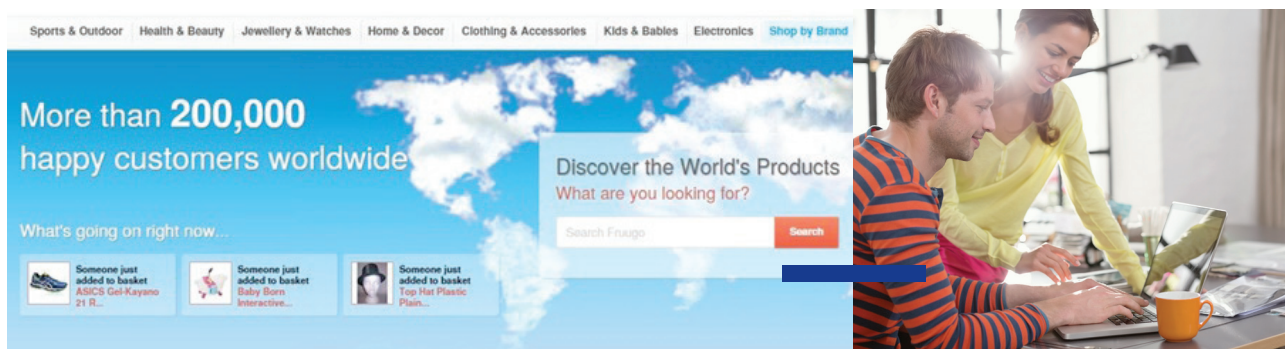 Sports & Outdoor Health & Beauty Jewellery & Watches Home & Decor Clothing & Accessories Kids & Babies Electronics Shop by Brand
More than 200,000
happy customers worldwide
Discover the World's Products
What are you looking for?
Search Fruugo Search
What's going on right now...
Someone just
added to basket
ASICS Gel-Kayano
21 R...
Someone just
added to basket
Baby Born
Interactive...
Someone just
added to basket
Top Hat Plastic
Plain...